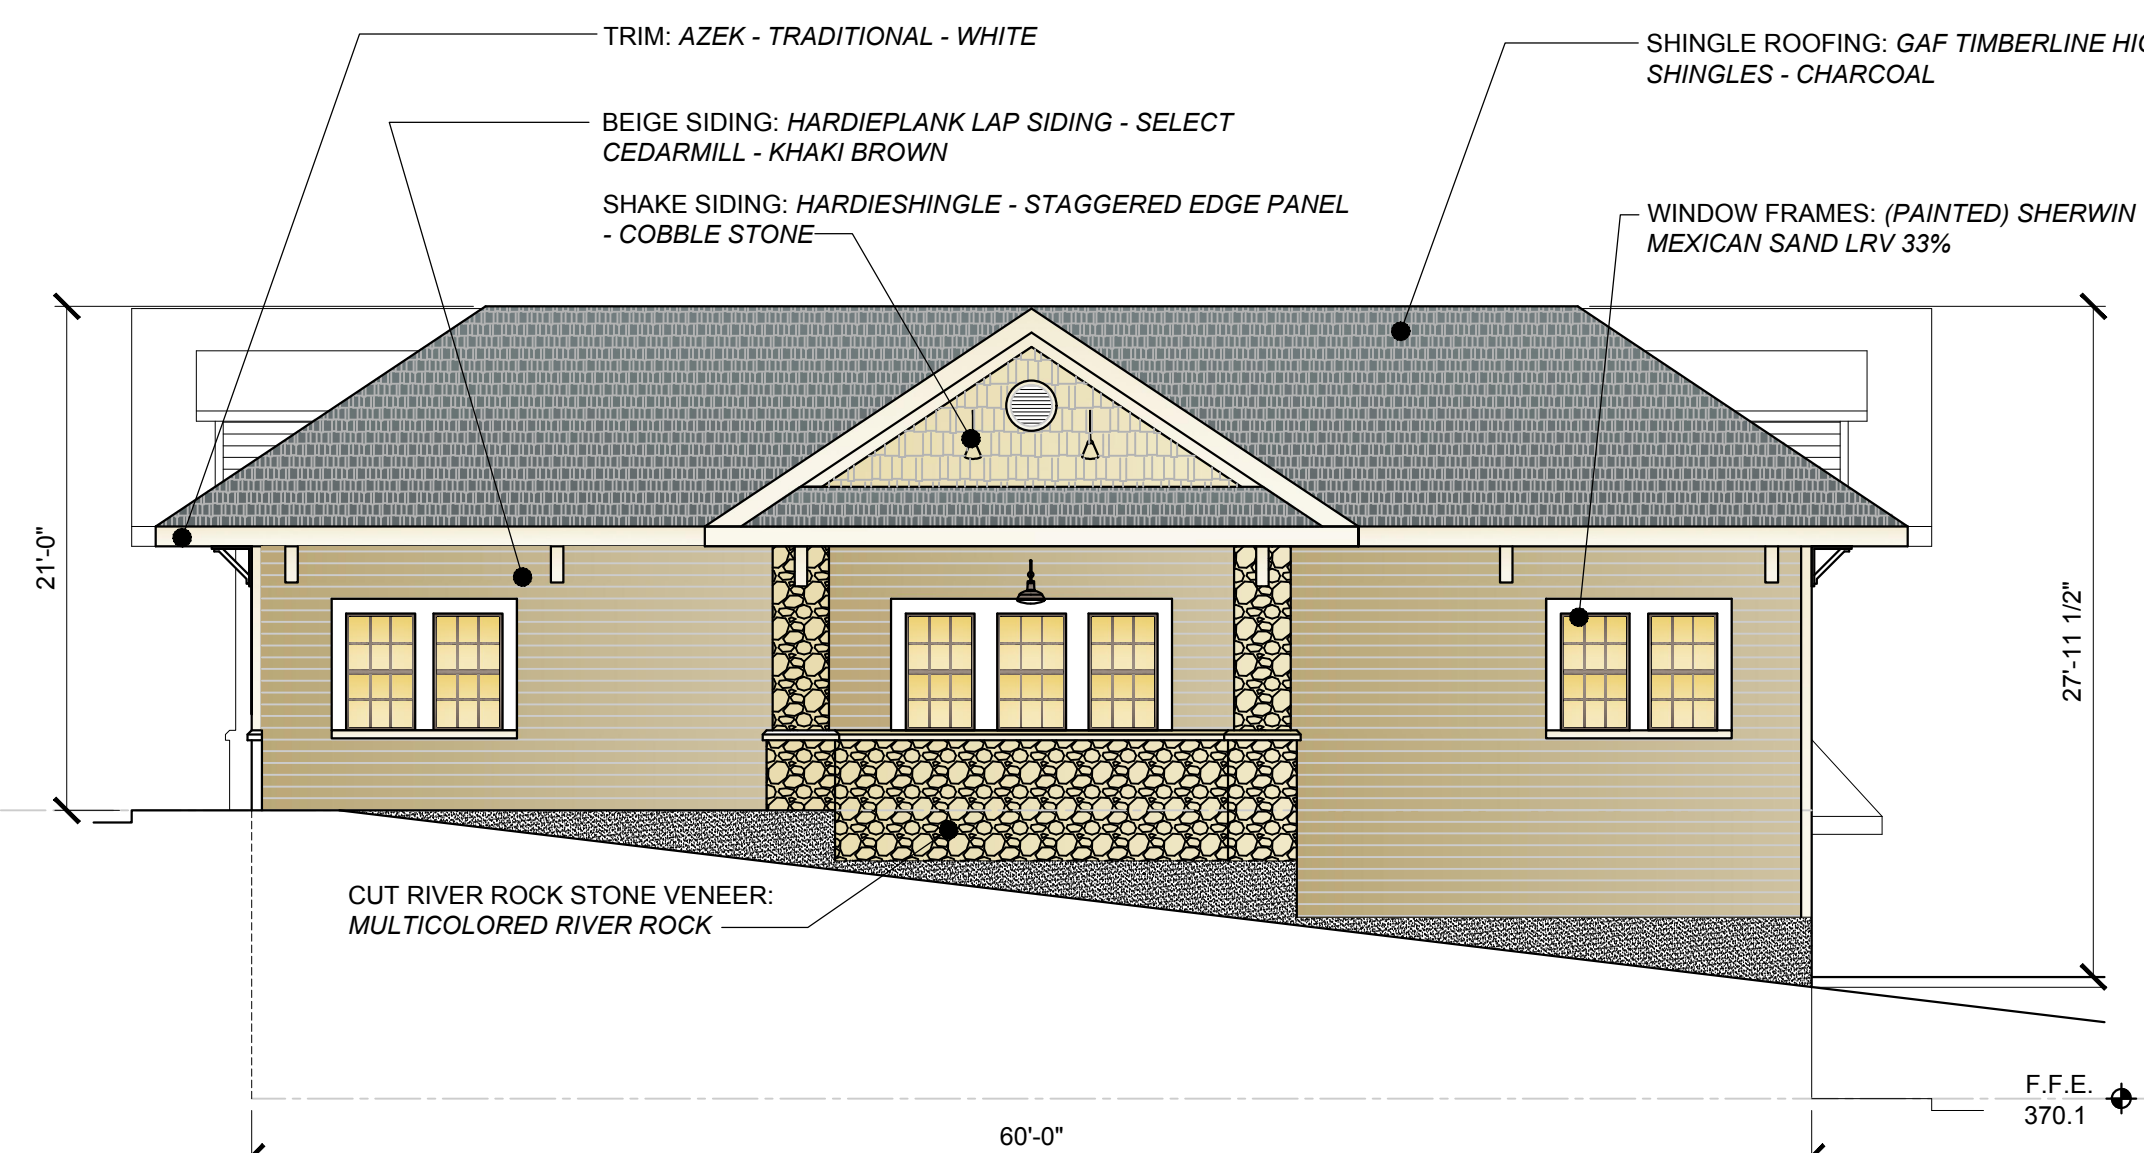 TRIM: AZEK - TRADITIONAL - WHITE
SHINGLE ROOFING: GAF TIMBERLINE
SHINGLES - CHARCOAL
BEIGE SIDING: HARDIEPLANK LAP SIDING - SELECT
CEDARMILL - KHAKI BROWN
SHAKE SIDING: HARDIESHINGLE - STAGGERED EDGE PANEL
- COBBLE STONE
WINDOW FRAMES: (PAINTED) SHERWIN
MEXICAN SAND LRV 33%
21'-0"
27'-11 1/2"
CUT RIVER ROCK STONE VENEER:
MULTICOLORED RIVER ROCK
F.F.E.
370.1
60'-0"